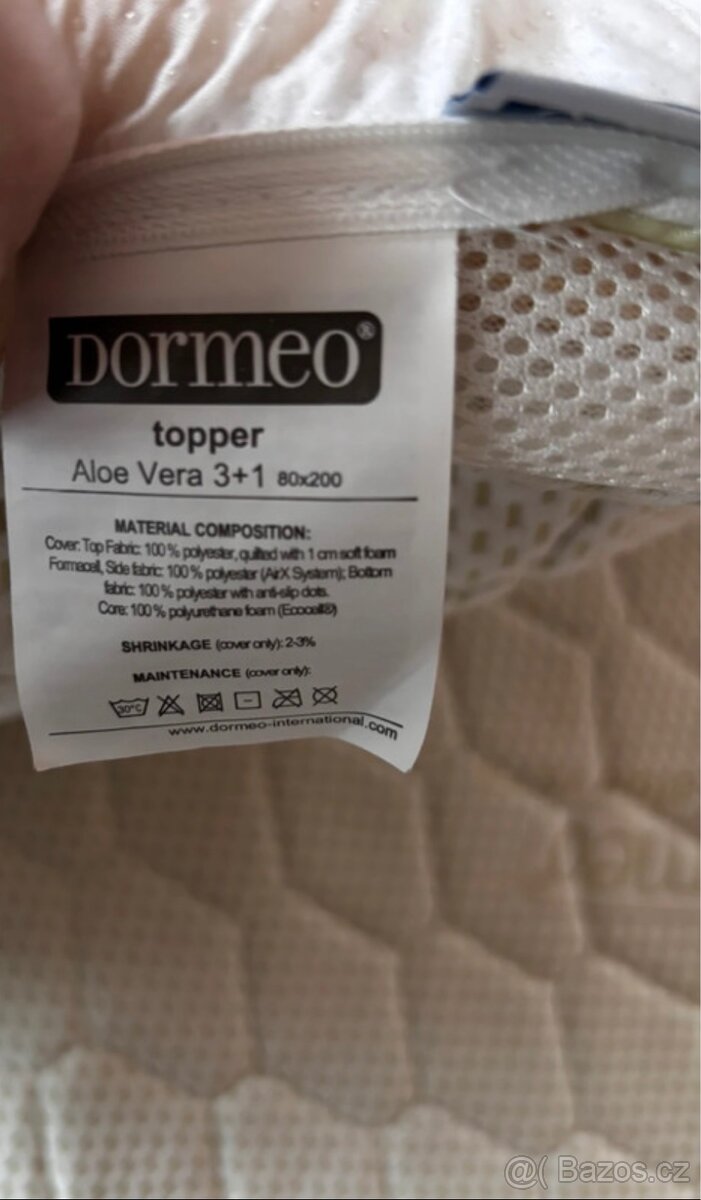 DORMEO®
topper
Aloe Vera 3+1 80x200
MATERIAL COMPOSITION:
Cover: Top Fabric: 100 % polyester, quilted with 1 cm soft foam
Formacell, Side fabric: 100 % polyester (AirX System); Bottom
fabric: 100 % polyester with anti-slip dots.
Core: 100 % polyurethane foam (Ecocell®)
SHRINKAGE (cover only): 2-3%
MAINTENANCE (cover only):
30°C
www.dormeo-international.com
@( Bazos.cz